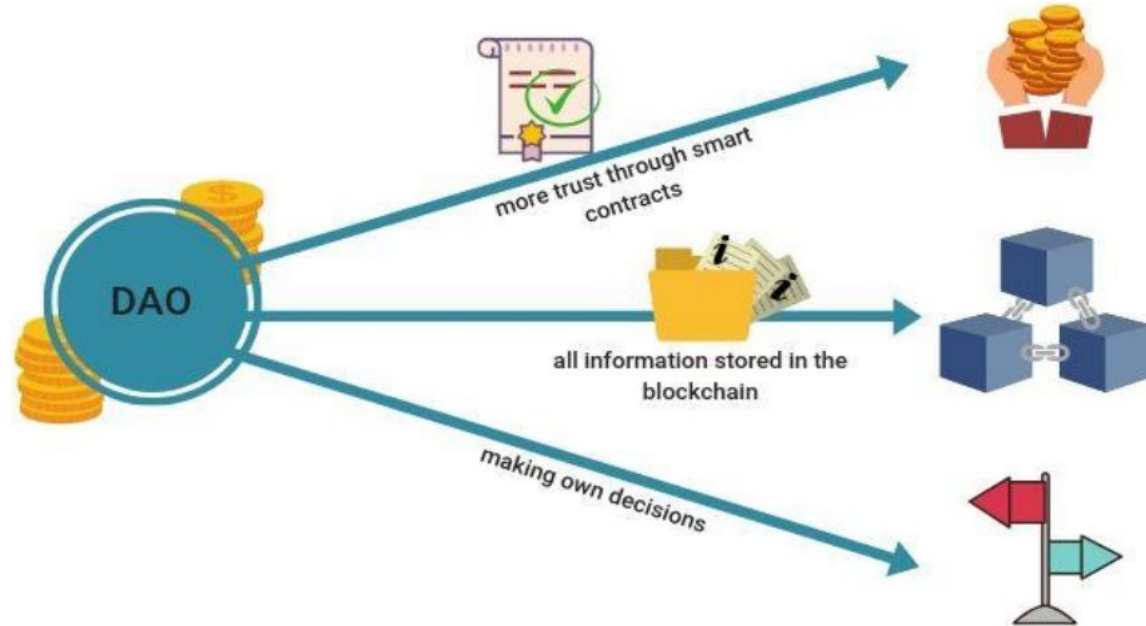 DAO
more trust through smart
contracts
all information stored in the
blockchain
making own decisions
$
i
i